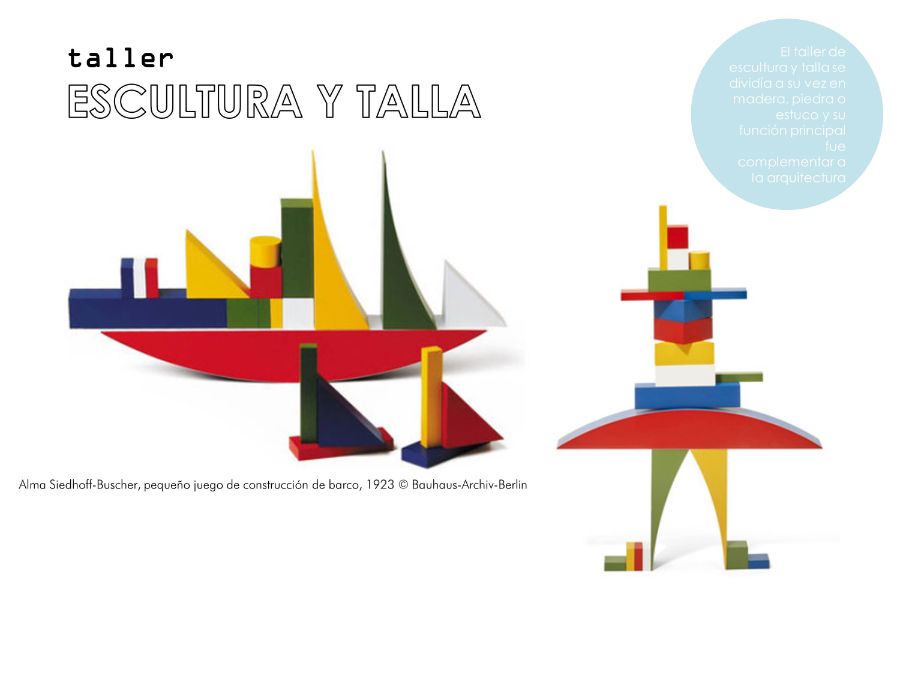 taller
ESCULTURA Y TALLA
El taller de
escultura y talla se
dividía a su vez en
madera, piedra o
estuco y su
función principal
fue
complementar a
la arquitectura
Alma Siedhoff-Buscher, pequeño juego de construcción de barco, 1923 © Bauhaus-Archiv-Berlin